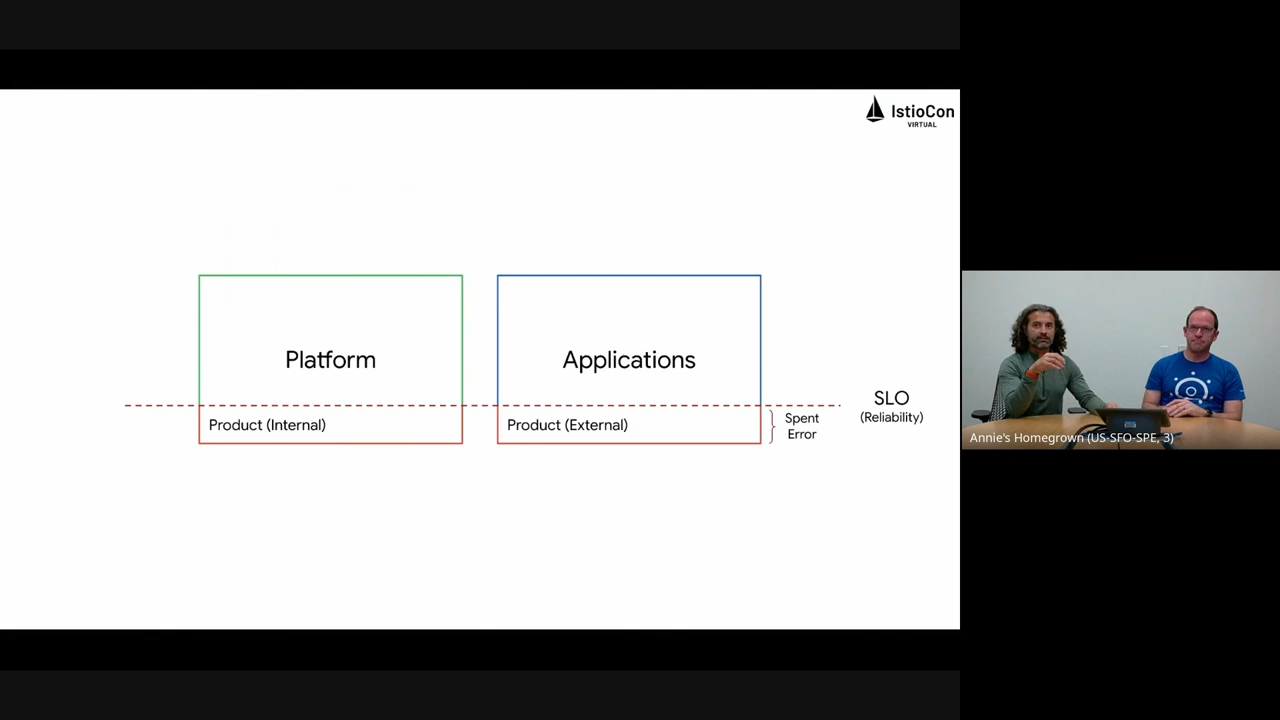 IstioCon
VIRTUAL
Platform
Applications
SLO
(Reliability)
Product (Internal)
Product (External)
Spent
Error
Annie's Homegrown (US-SFO-SPE, 3)